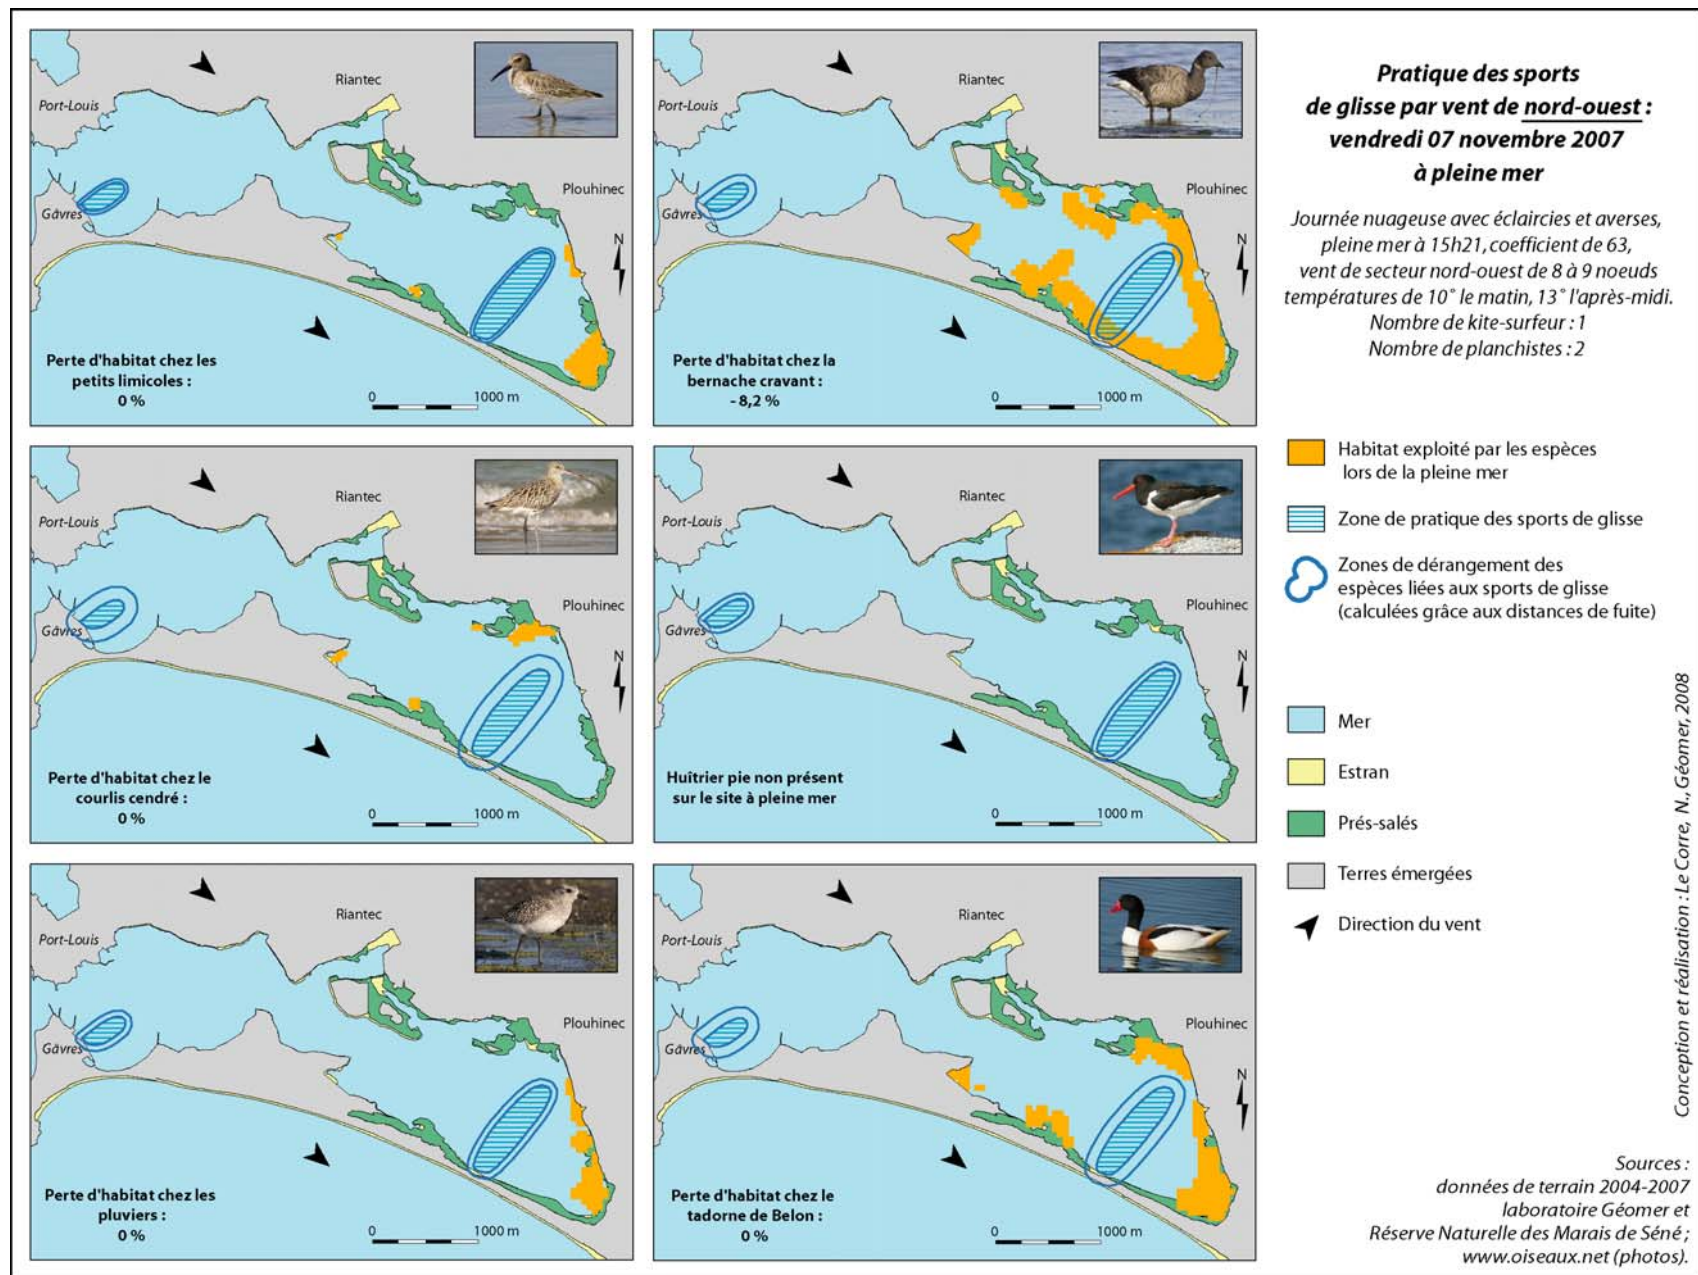 Riantec
Port-Louis
Plouhinec
Gâvres
N
Perte d'habitat chez les
petits limicoles :
0 %
0
1000 m
Riantec
Port-Louis
Plouhinec
Gâvres
N
Perte d'habitat chez la
bernache cravant :
- 8,2 %
0
1000 m
Riantec
Port-Louis
Plouhinec
Gâvres
N
Perte d'habitat chez le
courlis cendré :
0 %
0
1000 m
Riantec
Port-Louis
Plouhinec
Gâvres
N
Huîtrier pie non présent
sur le site à pleine mer
0
1000 m
Riantec
Port-Louis
Plouhinec
Gâvres
N
Perte d'habitat chez les
pluviers :
0 %
0
1000 m
Riantec
Port-Louis
Plouhinec
Gâvres
N
Perte d'habitat chez le
tadorne de Belon :
0 %
0
1000 m
Pratique des sports
de glisse par vent de nord-ouest :
vendredi 07 novembre 2007
à pleine mer
Journée nuageuse avec éclaircies et averses,
pleine mer à 15h21, coefficient de 63,
vent de secteur nord-ouest de 8 à 9 noeuds
températures de 10° le matin, 13° l'après-midi.
Nombre de kite-surfeur : 1
Nombre de planchistes : 2
Habitat exploité par les espèces
lors de la pleine mer
Zone de pratique des sports de glisse
Zones de dérangement des
espèces liées aux sports de glisse
(calculées grâce aux distances de fuite)
Mer
Estran
Prés-salés
Terres émergées
Direction du vent
Conception et réalisation : Le Corre, N., Géomer, 2008
Sources :
données de terrain 2004-2007
laboratoire Géomer et
Réserve Naturelle des Marais de Séné ;
www.oiseaux.net (photos).